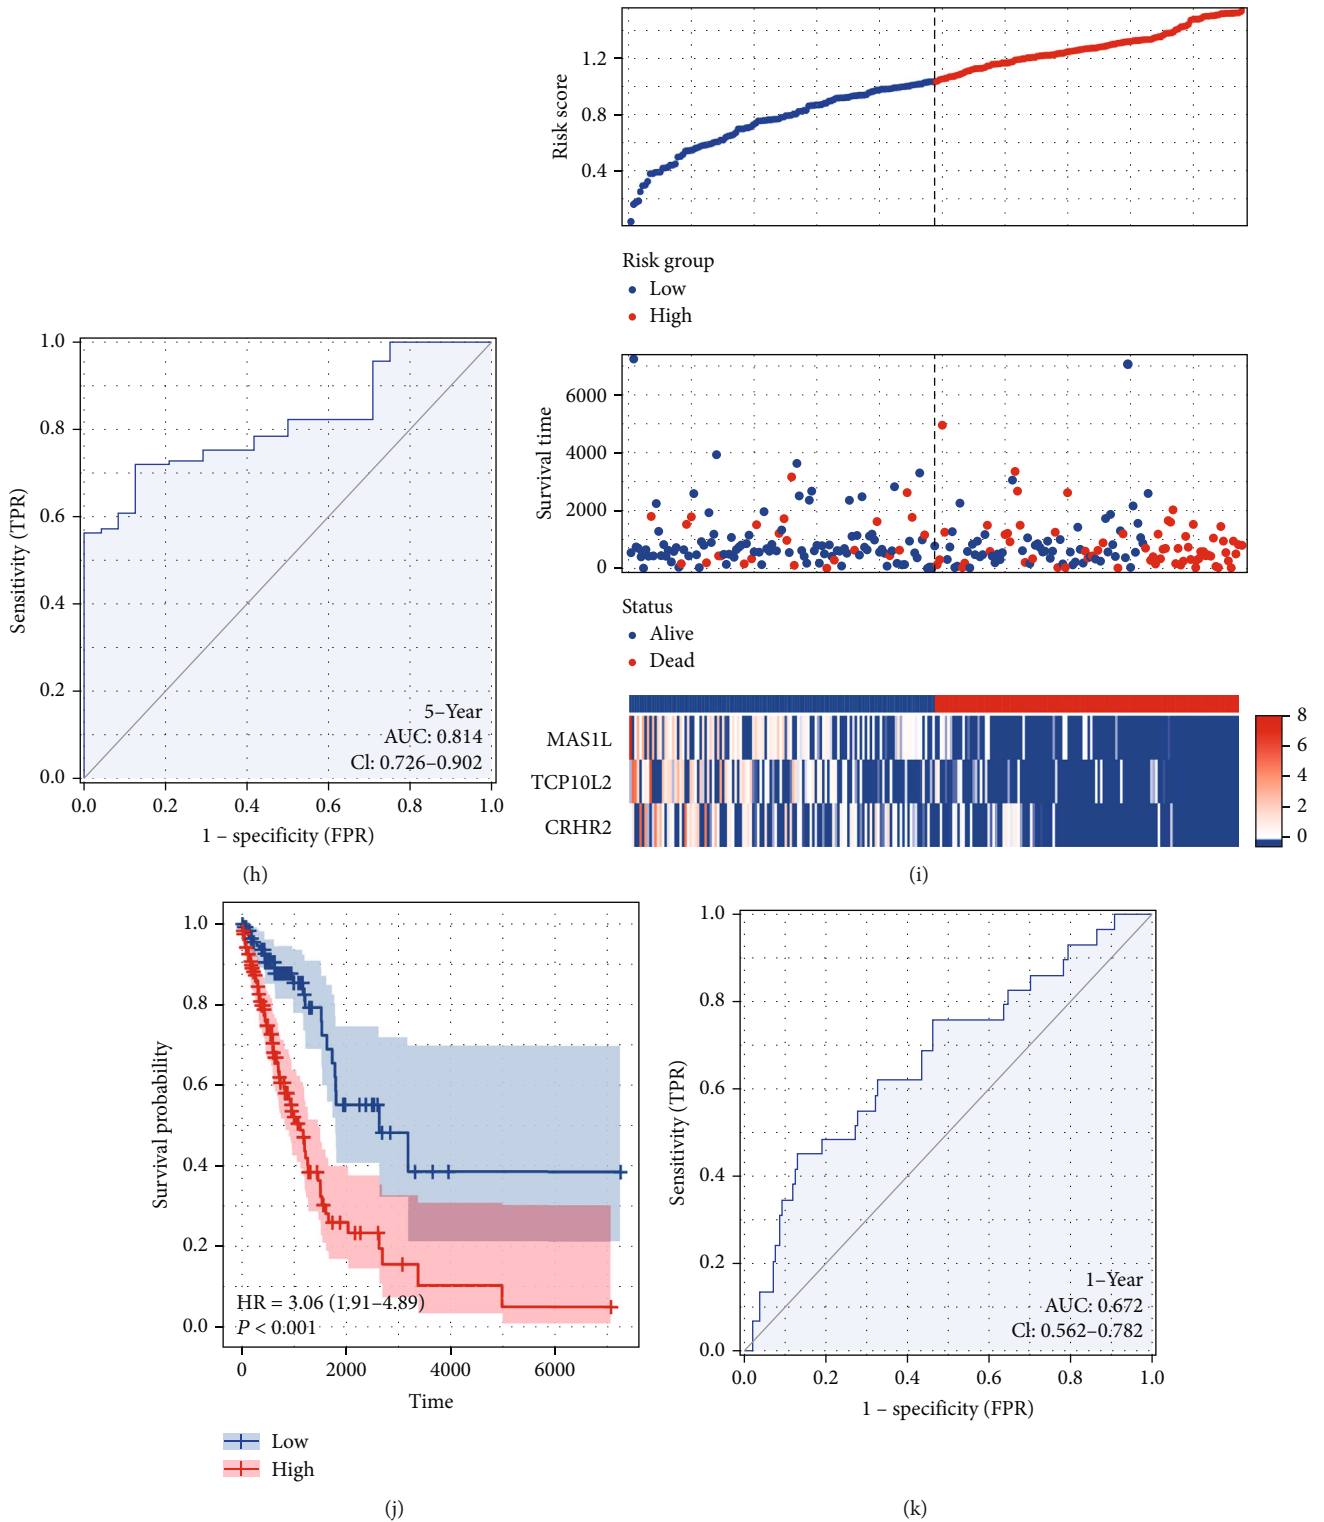 1.2
0.8
0.4
Risk score
Risk group
Low
High
1.0
0.8
0.6
0.4
0.2
0.0
Sensitivity (TPR)
5–Year
AUC: 0.814
CI: 0.726–0.902
0.0 0.2 0.4 0.6 0.8 1.0
1 – specificity (FPR)
(h)
6000
4000
2000
0
Survival time
Status
Alive
Dead
MAS1L
TCP10L2
CRHR2
8
6
4
2
0
(i)
1.0
0.8
0.6
0.4
0.2
0.0
Survival probability
HR = 3.06 (1.91–4.89)
P < 0.001
0 2000 4000 6000
Time
Low
High
(j)
1.0
0.8
0.6
0.4
0.2
0.0
Sensitivity (TPR)
1–Year
AUC: 0.672
CI: 0.562–0.782
0.0 0.2 0.4 0.6 0.8 1.0
1 – specificity (FPR)
(k)